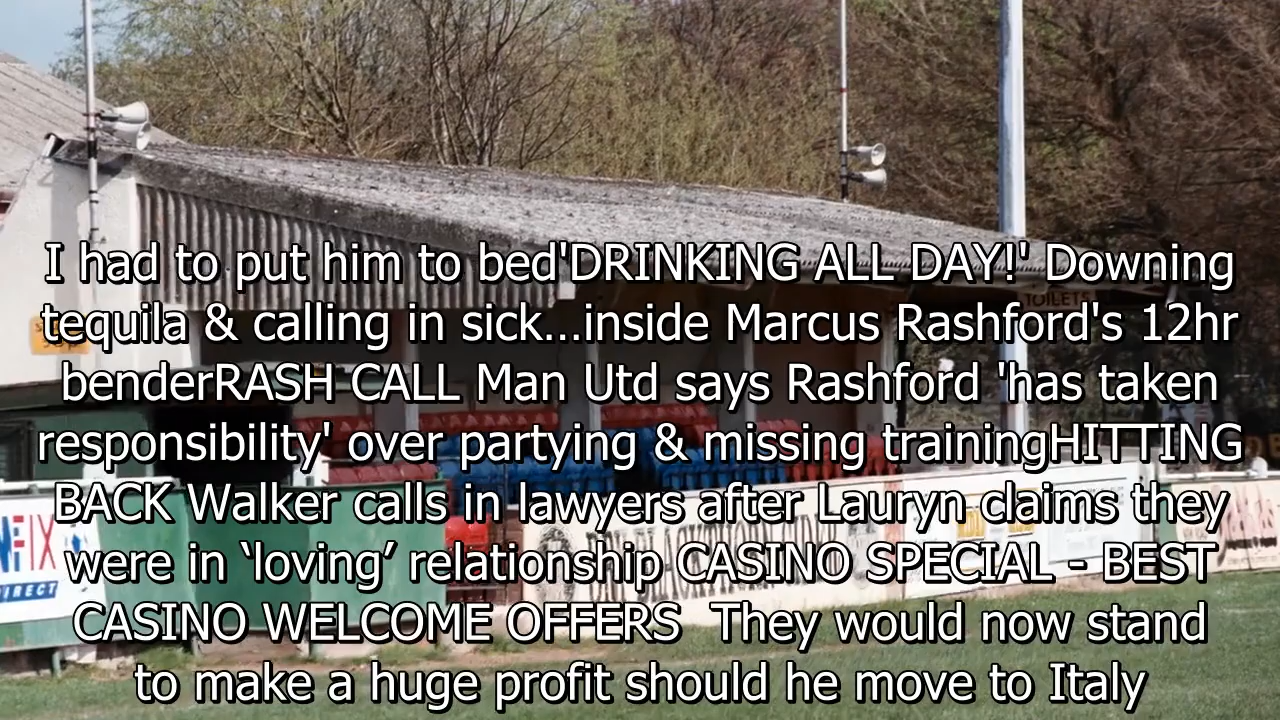 I had to put him to bed'DRINKING ALL DAY!' Downing
tequila & calling in sick...inside Marcus Rashford's 12hr
benderRASH CALL Man Utd says Rashford 'has taken
responsibility' over partying & missing trainingHITTING
BACK Walker calls in lawyers after Lauryn claims they
were in ‘loving’ relationship CASINO SPECIAL - BEST
CASINO WELCOME OFFERS They would now stand
to make a huge profit should he move to Italy
TOILETS
FIX
DIRECT